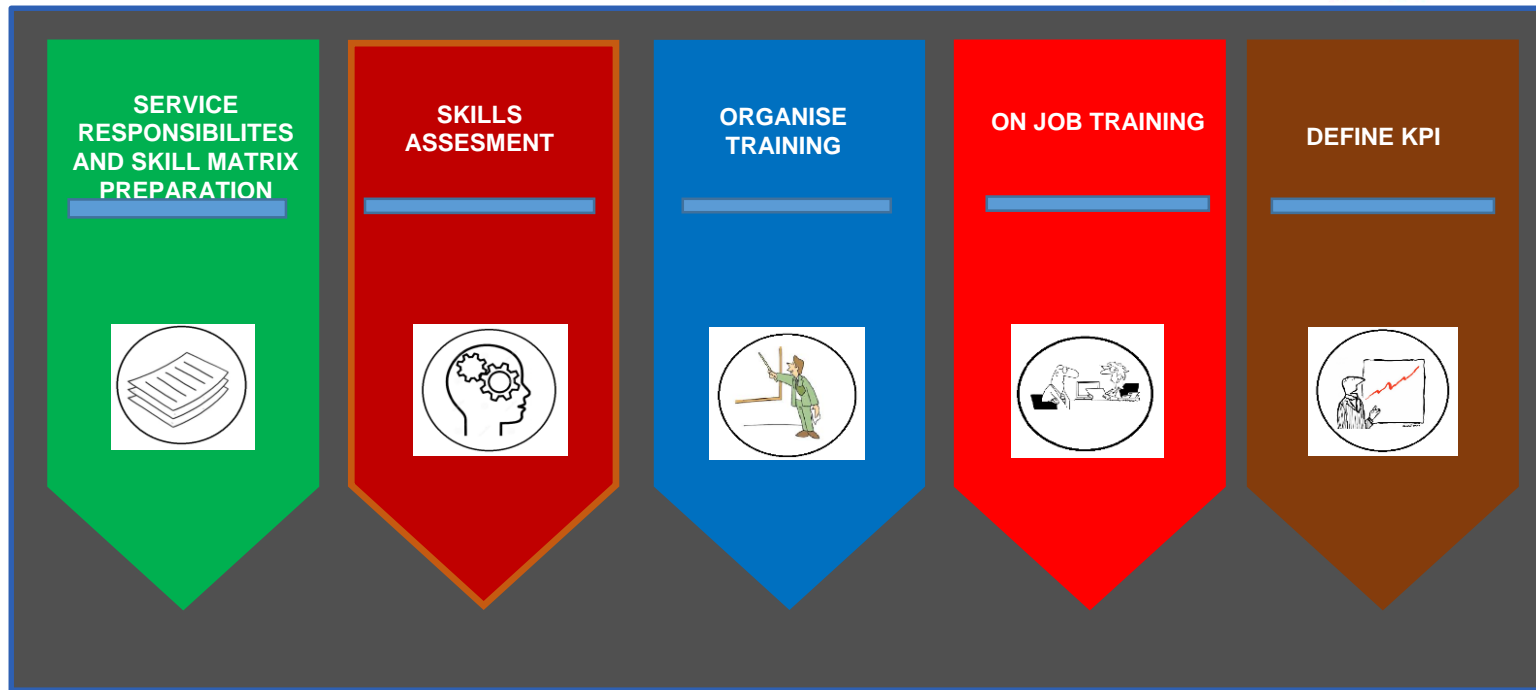 SERVICE
RESPONSIBILITES
AND SKILL MATRIX
PREPARATION
SKILLS
ASSESMENT
ORGANISE
TRAINING
ON JOB TRAINING
DEFINE KPI